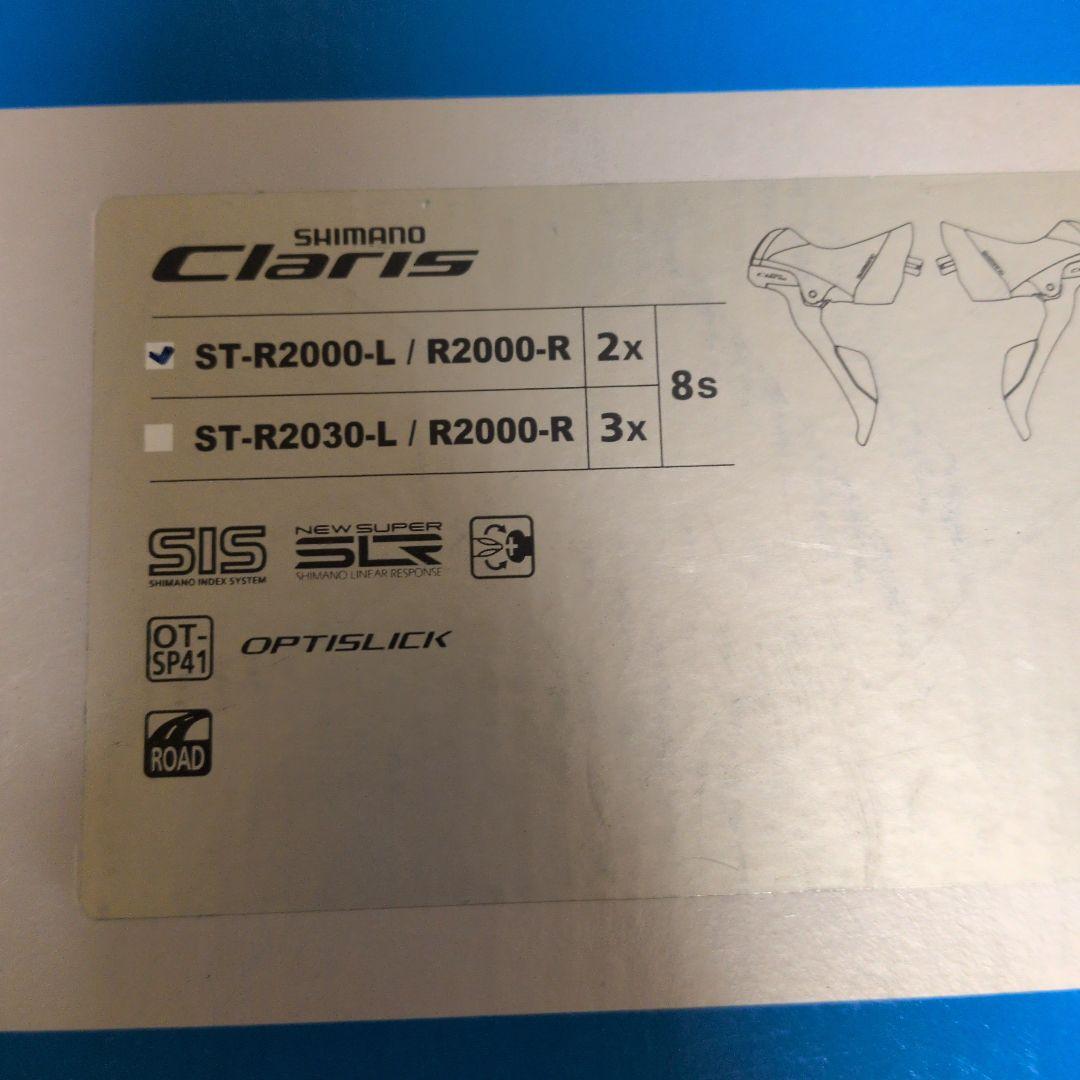 SHIMANO
Claris
ST-R2000-L / R2000-R 2x
8s
ST-R2030-L / R2000-R 3x
SIS
SHIMANO INDEX SYSTEM
NEW SUPER
SLR
SHIMANO LINEAR RESPONSE
OT-
SP41
OPTISLICK
ROAD